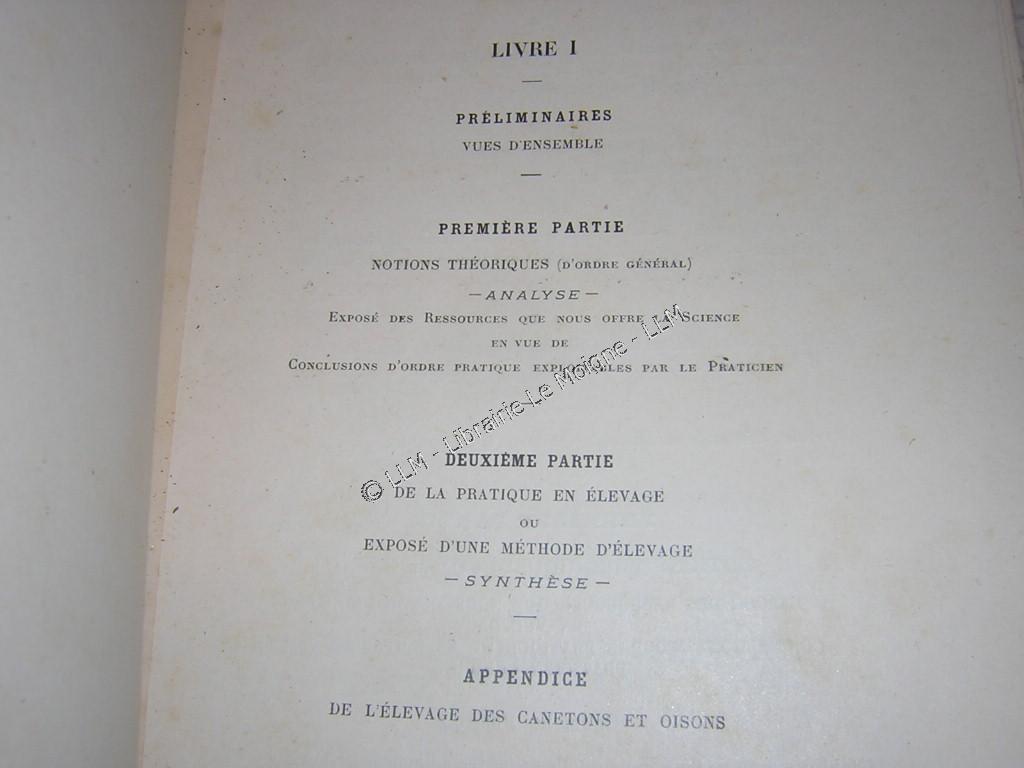 LIVRE I
PRÉLIMINAIRES
VUES D'ENSEMBLE
PREMIÈRE PARTIE
NOTIONS THÉORIQUES (D'ORDRE GÉNÉRAL)
— ANALYSE —
EXPOSÉ DES RESSOURCES QUE NOUS OFFRE LA SCIENCE
EN VUE DE
CONCLUSIONS D'ORDRE PRATIQUE EXPLOITABLES PAR LE PRATICIEN
DEUXIÉME PARTIE
DE LA PRATIQUE EN ÉLEVAGE
OU
EXPOSÉ D'UNE MÉTHODE D'ÉLEVAGE
— SYNTHÈSE —
APPENDICE
DE L'ÉLEVAGE DES CANETONS ET OISONS
© LLM - Librairie Le Moigne - LLM